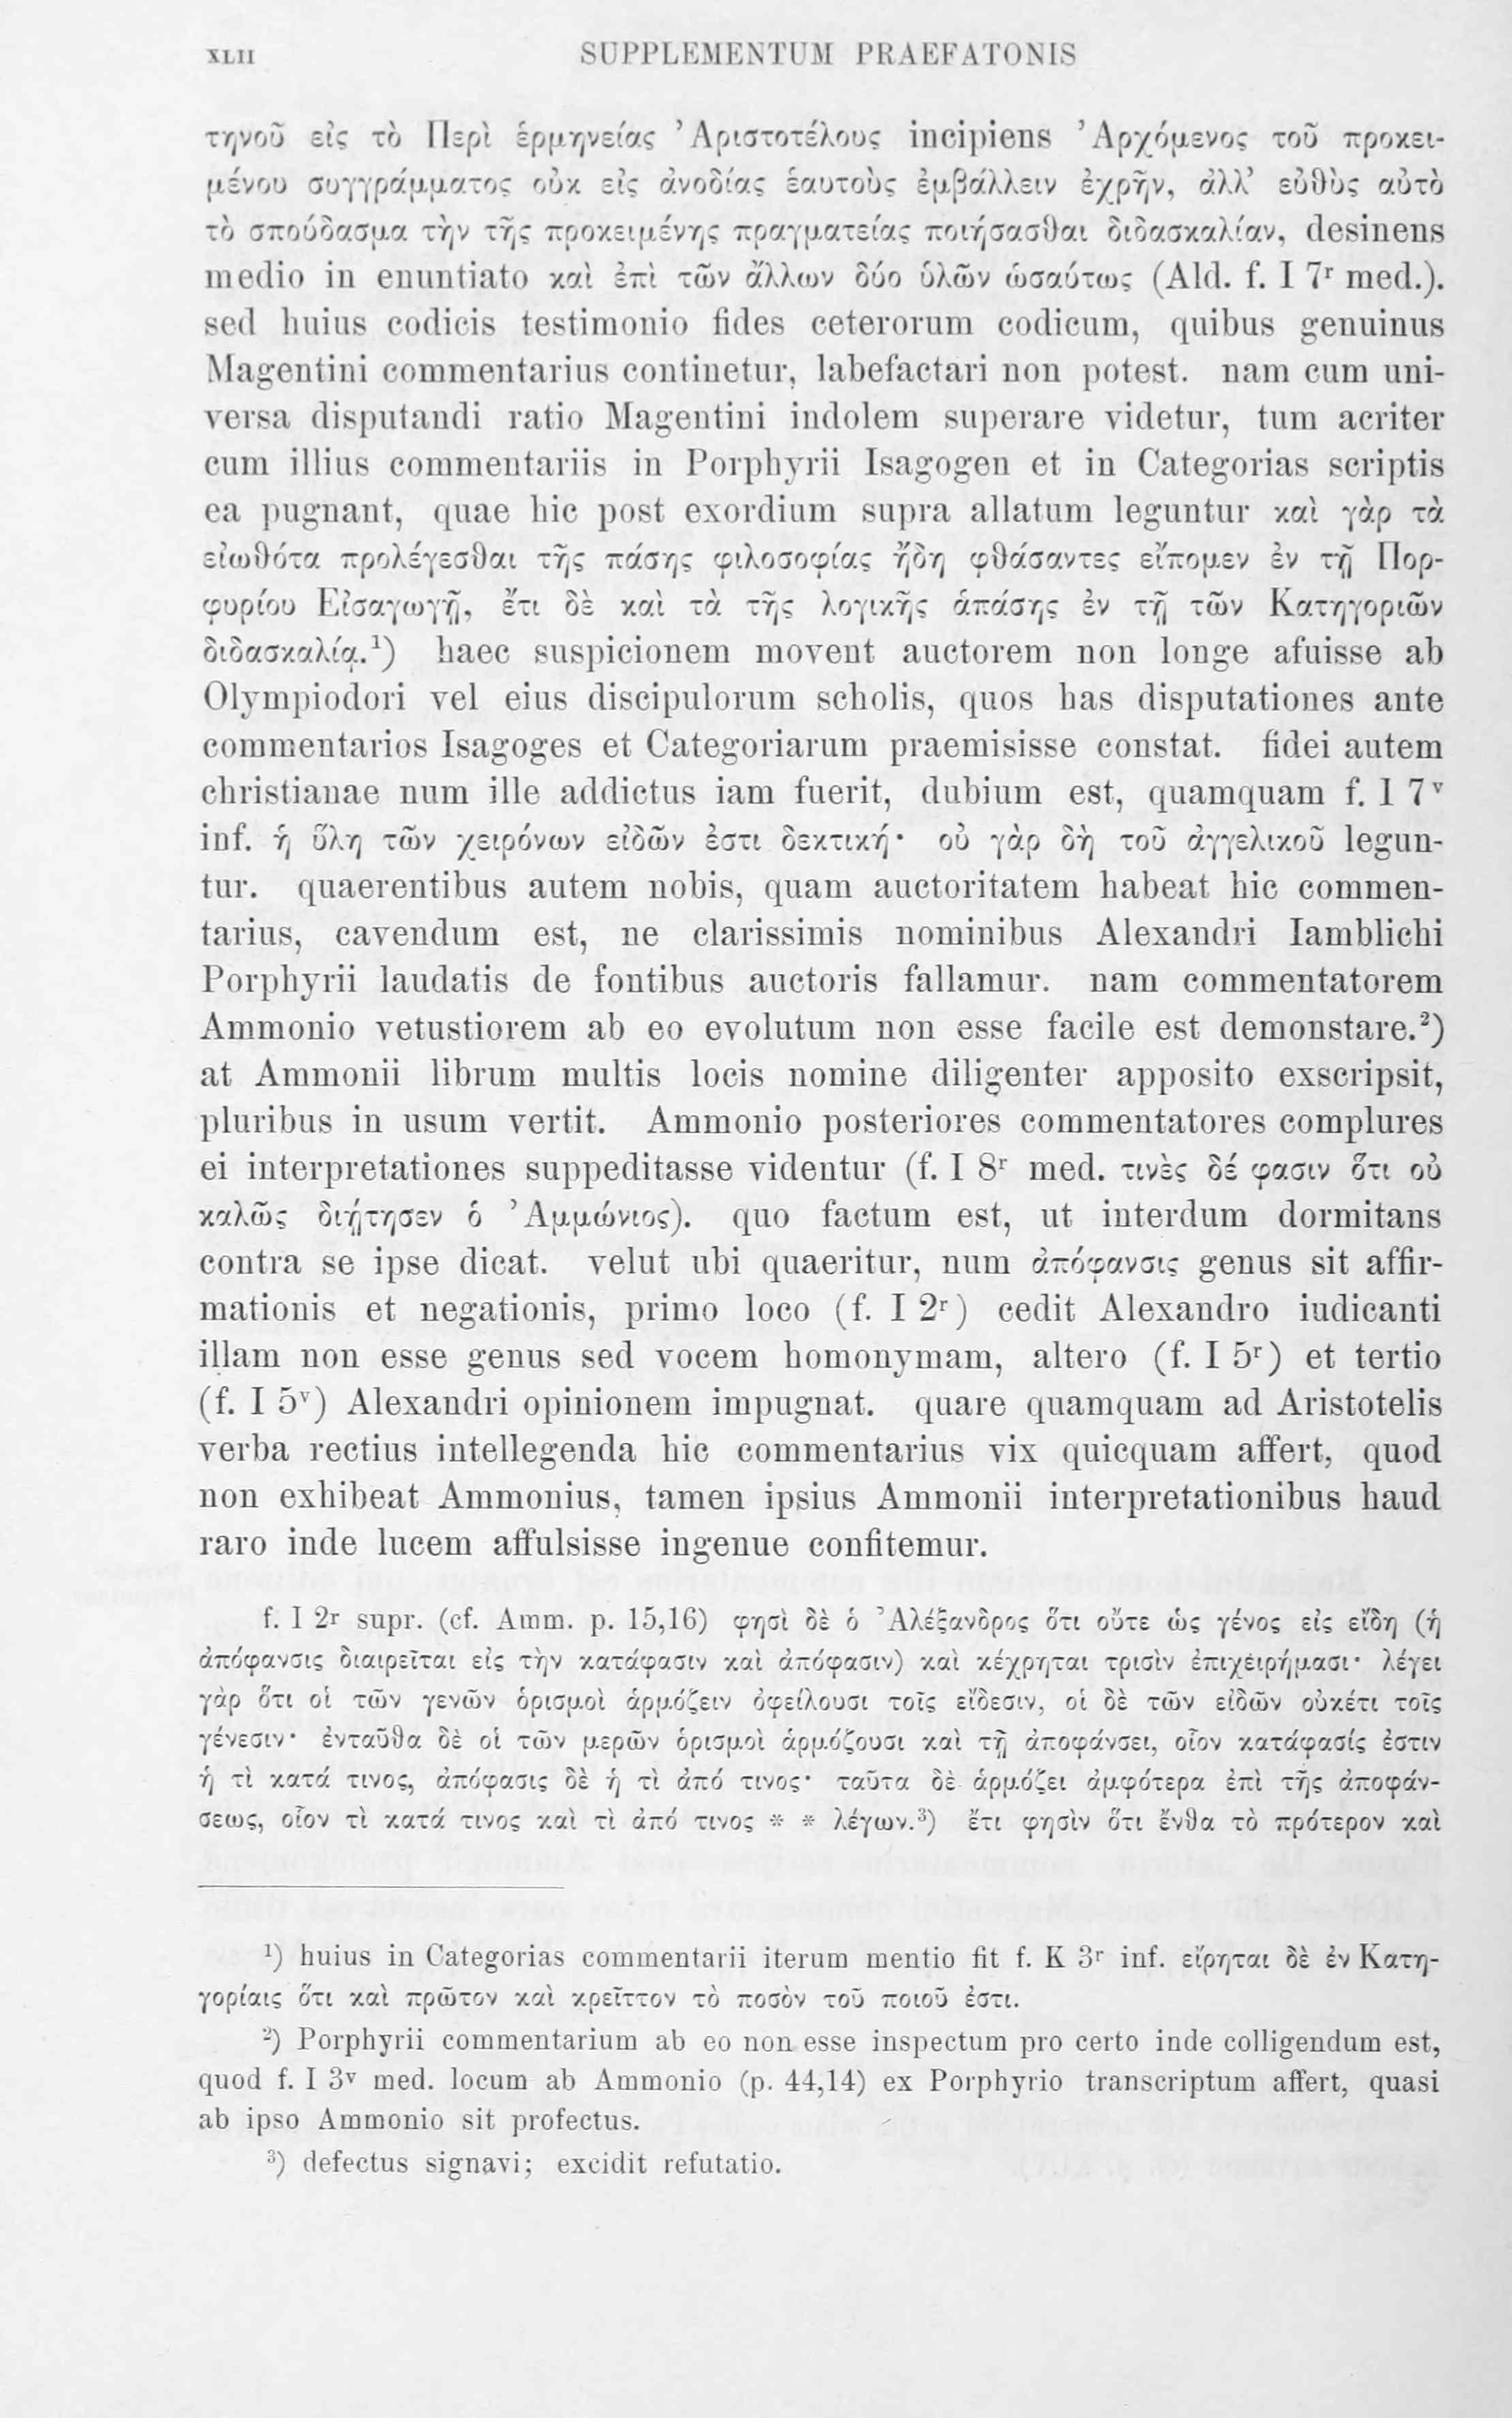 XLII SUPPLEMENTUM PRAEFATONIS
τηνοῦ εἰς τὸ Περὶ ἑρμηνείας Ἀριστοτέλους incipiens Ἀρχόμενος τοῦ προκει-
μένου συγγράμματος οὐκ εἰς ἀνοδίας ἑαυτοὺς ἐμβάλλειν ἐχρῆν, ἀλλ’ εὐθὺς αὐτὸ
τὸ σπούδασμα τὴν τῆς προκειμένης πραγματείας ποιήσασθαι διδασκαλίαν, desinens
medio in enuntiato καὶ ἐπὶ τῶν ἄλλων δύο ὑλῶν ὡσαύτως (Ald. f. I 7ʳ med.).
sed huius codicis testimonio fides ceterorum codicum, quibus genuinus
Magentini commentarius continetur, labefactari non potest. nam cum uni-
versa disputandi ratio Magentini indolem superare videtur, tum acriter
cum illius commentariis in Porphyrii Isagogen et in Categorias scriptis
ea pugnant, quae hic post exordium supra allatum leguntur καὶ γὰρ τὰ
εἰωθότα προλέγεσθαι τῆς πάσης φιλοσοφίας ἤδη φθάσαντες εἴπομεν ἐν τῇ Πορ-
φυρίου Εἰσαγωγῇ, ἔτι δὲ καὶ τὰ τῆς λογικῆς ἁπάσης ἐν τῇ τῶν Κατηγοριῶν
διδασκαλίᾳ.¹) haec suspicionem movent auctorem non longe afuisse ab
Olympiodori vel eius discipulorum scholis, quos has disputationes ante
commentarios Isagoges et Categoriarum praemisisse constat. fidei autem
christianae num ille addictus iam fuerit, dubium est, quamquam f. I 7ᵛ
inf. ἡ ὕλη τῶν χειρόνων εἰδῶν ἐστι δεκτική· οὐ γὰρ δὴ τοῦ ἀγγελικοῦ legun-
tur. quaerentibus autem nobis, quam auctoritatem habeat hic commen-
tarius, cavendum est, ne clarissimis nominibus Alexandri Iamblichi
Porphyrii laudatis de fontibus auctoris fallamur. nam commentatorem
Ammonio vetustiorem ab eo evolutum non esse facile est demonstare.²)
at Ammonii librum multis locis nomine diligenter apposito exscripsit,
pluribus in usum vertit. Ammonio posteriores commentatores complures
ei interpretationes suppeditasse videntur (f. I 8ʳ med. τινὲς δέ φασιν ὅτι οὐ
καλῶς διῄτησεν ὁ Ἀμμώνιος). quo factum est, ut interdum dormitans
contra se ipse dicat. velut ubi quaeritur, num ἀπόφανσις genus sit affir-
mationis et negationis, primo loco (f. I 2ʳ) cedit Alexandro iudicanti
illam non esse genus sed vocem homonymam, altero (f. I 5ʳ) et tertio
(f. I 5ᵛ) Alexandri opinionem impugnat. quare quamquam ad Aristotelis
verba rectius intellegenda hic commentarius vix quicquam affert, quod
non exhibeat Ammonius, tamen ipsius Ammonii interpretationibus haud
raro inde lucem affulsisse ingenue confitemur.
f. I 2ʳ supr. (cf. Amm. p. 15,16) φησὶ δὲ ὁ Ἀλέξανδρος ὅτι οὔτε ὡς γένος εἰς εἴδη (ἡ
ἀπόφανσις διαιρεῖται εἰς τὴν κατάφασιν καὶ ἀπόφασιν) καὶ κέχρηται τρισὶν ἐπιχειρήμασι· λέγει
γὰρ ὅτι οἱ τῶν γενῶν ὁρισμοὶ ἁρμόζειν ὀφείλουσι τοῖς εἴδεσιν, οἱ δὲ τῶν εἰδῶν οὐκέτι τοῖς
γένεσιν· ἐνταῦθα δὲ οἱ τῶν μερῶν ὁρισμοὶ ἁρμόζουσι καὶ τῇ ἀποφάνσει, οἷον κατάφασίς ἐστιν
ἡ τὶ κατά τινος, ἀπόφασις δὲ ἡ τὶ ἀπό τινος· ταῦτα δὲ ἁρμόζει ἀμφότερα ἐπὶ τῆς ἀποφάν-
σεως, οἷον τὶ κατά τινος καὶ τὶ ἀπό τινος * * λέγων.³) ἔτι φησὶν ὅτι ἔνθα τὸ πρότερον καὶ
¹) huius in Categorias commentarii iterum mentio fit f. K 3ʳ inf. εἴρηται δὲ ἐν Κατη-
γορίαις ὅτι καὶ πρῶτον καὶ κρεῖττον τὸ ποσὸν τοῦ ποιοῦ ἐστι.
²) Porphyrii commentarium ab eo non esse inspectum pro certo inde colligendum est,
quod f. I 3ᵛ med. locum ab Ammonio (p. 44,14) ex Porphyrio transcriptum affert, quasi
ab ipso Ammonio sit profectus.
³) defectus signavi; excidit refutatio.